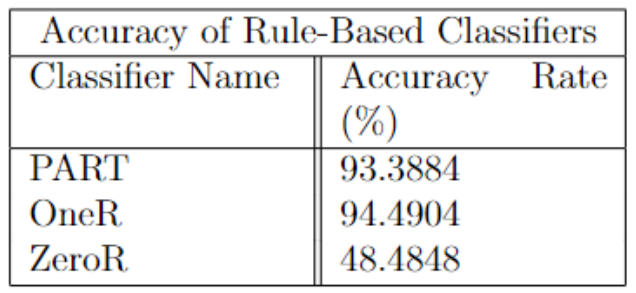 Accuracy of Rule-Based Classifiers
Classifier Name Accuracy Rate
(%)
PART 93.3884
OneR 94.4904
ZeroR 48.4848